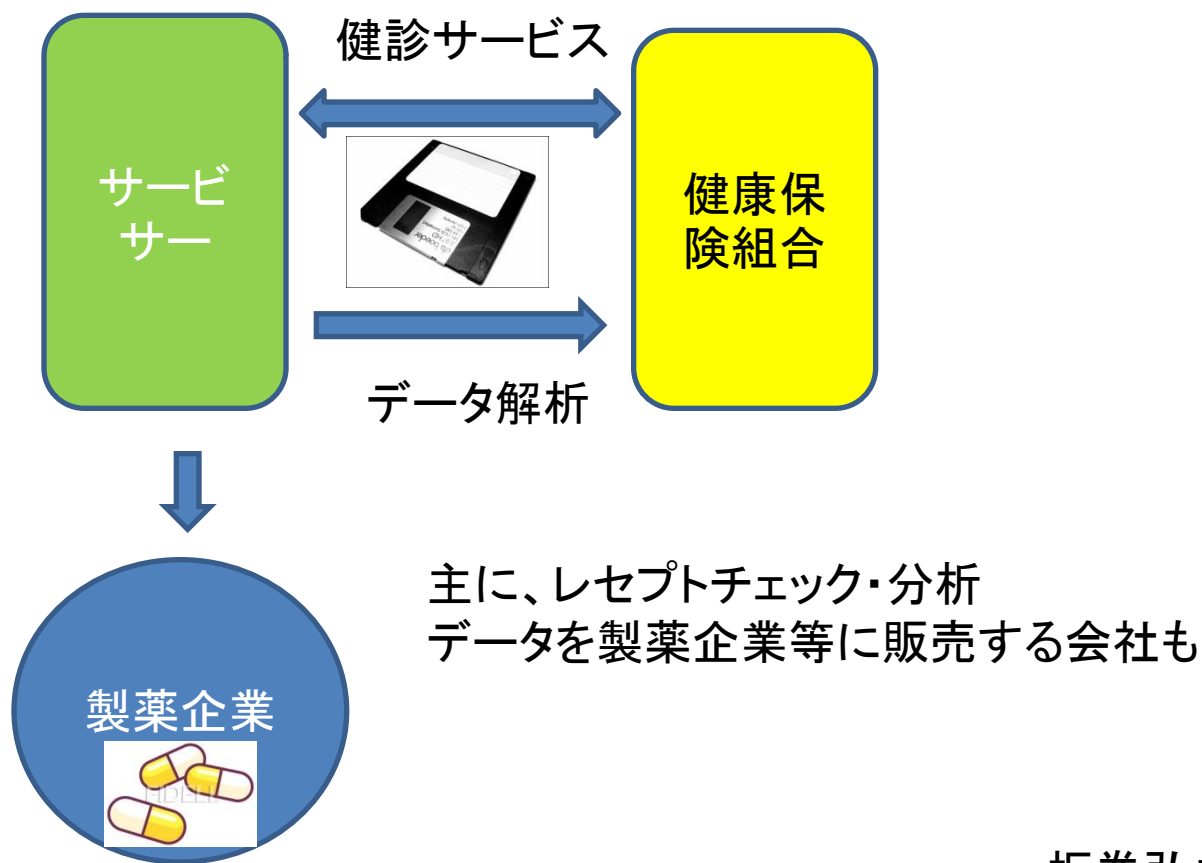 健診サービス
サービ
サー
健康保
険組合
データ解析
主に、レセプトチェック・分析
データを製薬企業等に販売する会社も
製薬企業